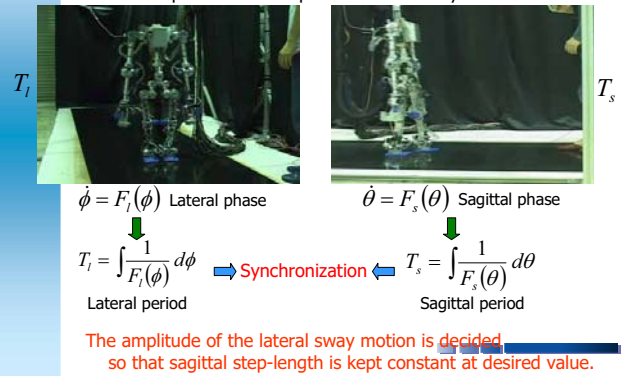 T_l
T_s
φ̇ = F_l(φ) Lateral phase
θ̇ = F_s(θ) Sagittal phase
T_l = ∫ 1/F_l(φ) dφ
Synchronization
T_s = ∫ 1/F_s(θ) dθ
Lateral period
Sagittal period
The amplitude of the lateral sway motion is decided
so that sagittal step-length is kept constant at desired value.